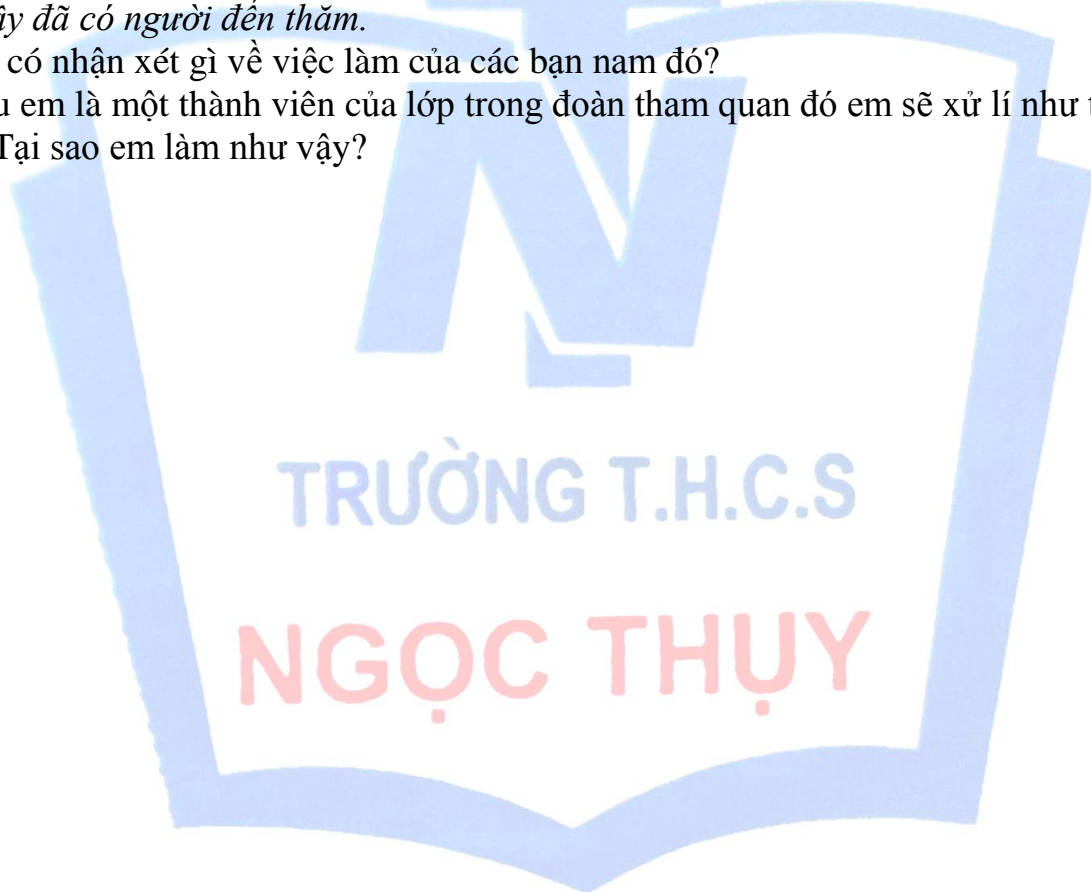 đã có người đến thăm.
có nhận xét gì về việc làm của các bạn nam đó?
em là một thành viên của lớp trong đoàn tham quan đó em sẽ xử lí như
Tại sao em làm như vậy?
TRƯỜNG T.H.C.S
NGỌC THỤY